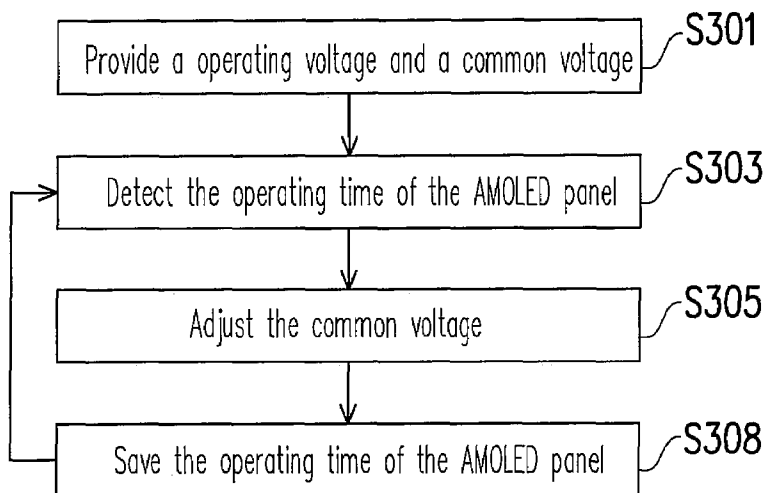 Provide a operating voltage and a common voltage
S301
Detect the operating time of the AMOLED panel
S303
Adjust the common voltage
S305
Save the operating time of the AMOLED panel
S308